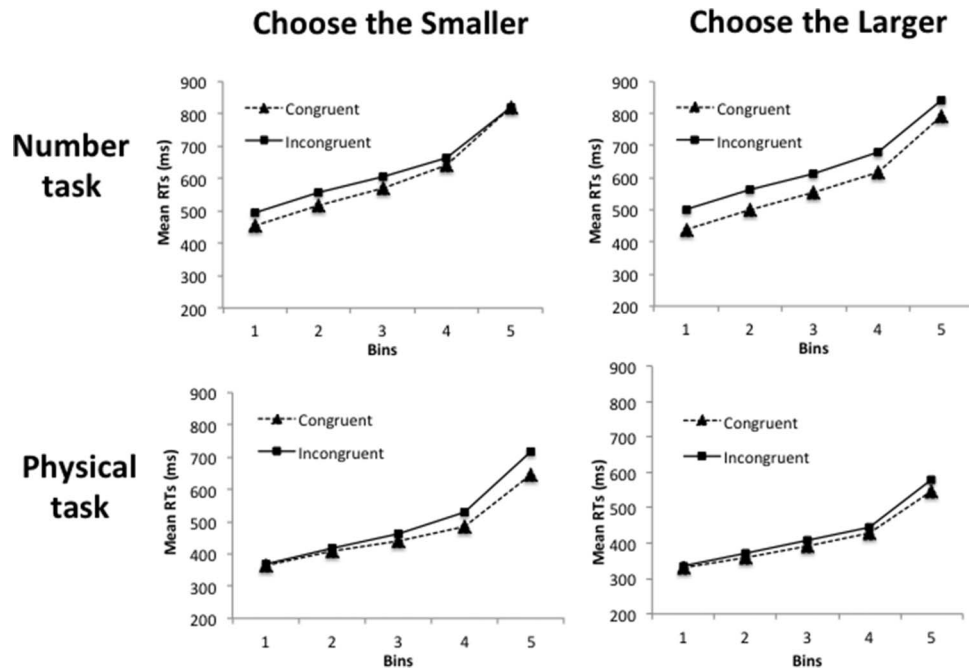 Choose the Smaller
Choose the Larger
Number
task
Mean RTs (ms)
900
800
700
600
500
400
300
200
Congruent
Incongruent
1 2 3 4 5
Bins
Mean RTs (ms)
900
800
700
600
500
400
300
200
Congruent
Incongruent
1 2 3 4 5
Bins
Physical
task
Mean RTs (ms)
900
800
700
600
500
400
300
200
Congruent
Incongruent
1 2 3 4 5
Bins
Mean RTs (ms)
900
800
700
600
500
400
300
200
Congruent
Incongruent
1 2 3 4 5
Bins